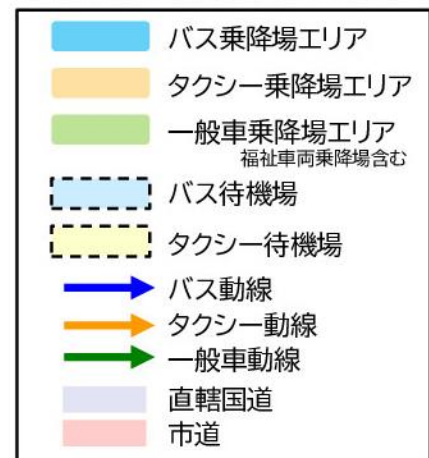 バス乗降場エリア
タクシー乗降場エリア
一般車乗降場エリア
福祉車両乗降場含む
バス待機場
タクシー待機場
バス動線
タクシー動線
一般車動線
直轄国道
市道